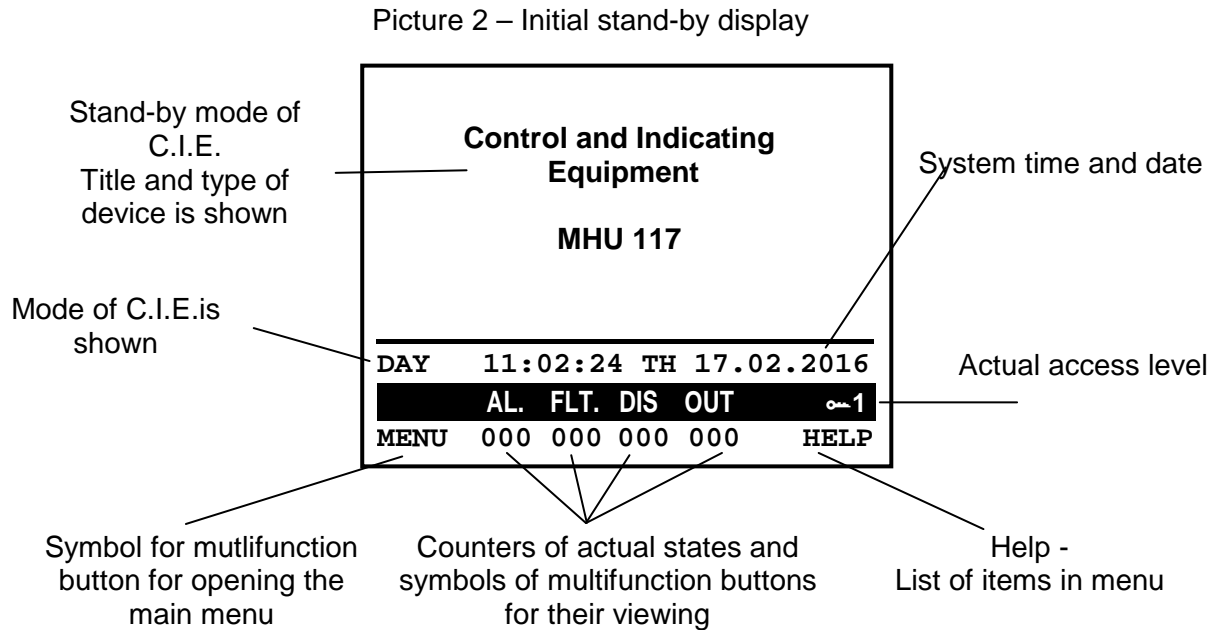 Picture 2 – Initial stand-by display
Stand-by mode of
C.I.E.
Title and type of
device is shown
Control and Indicating
Equipment
MHU 117
System time and date
Mode of C.I.E.is
shown
DAY 11:02:24 TH 17.02.2016
Actual access level
AL. FLT. DIS OUT 1
MENU 000 000 000 000 HELP
Symbol for mutlifunction
button for opening the
main menu
Counters of actual states and
symbols of multifunction buttons
for their viewing
Help -
List of items in menu